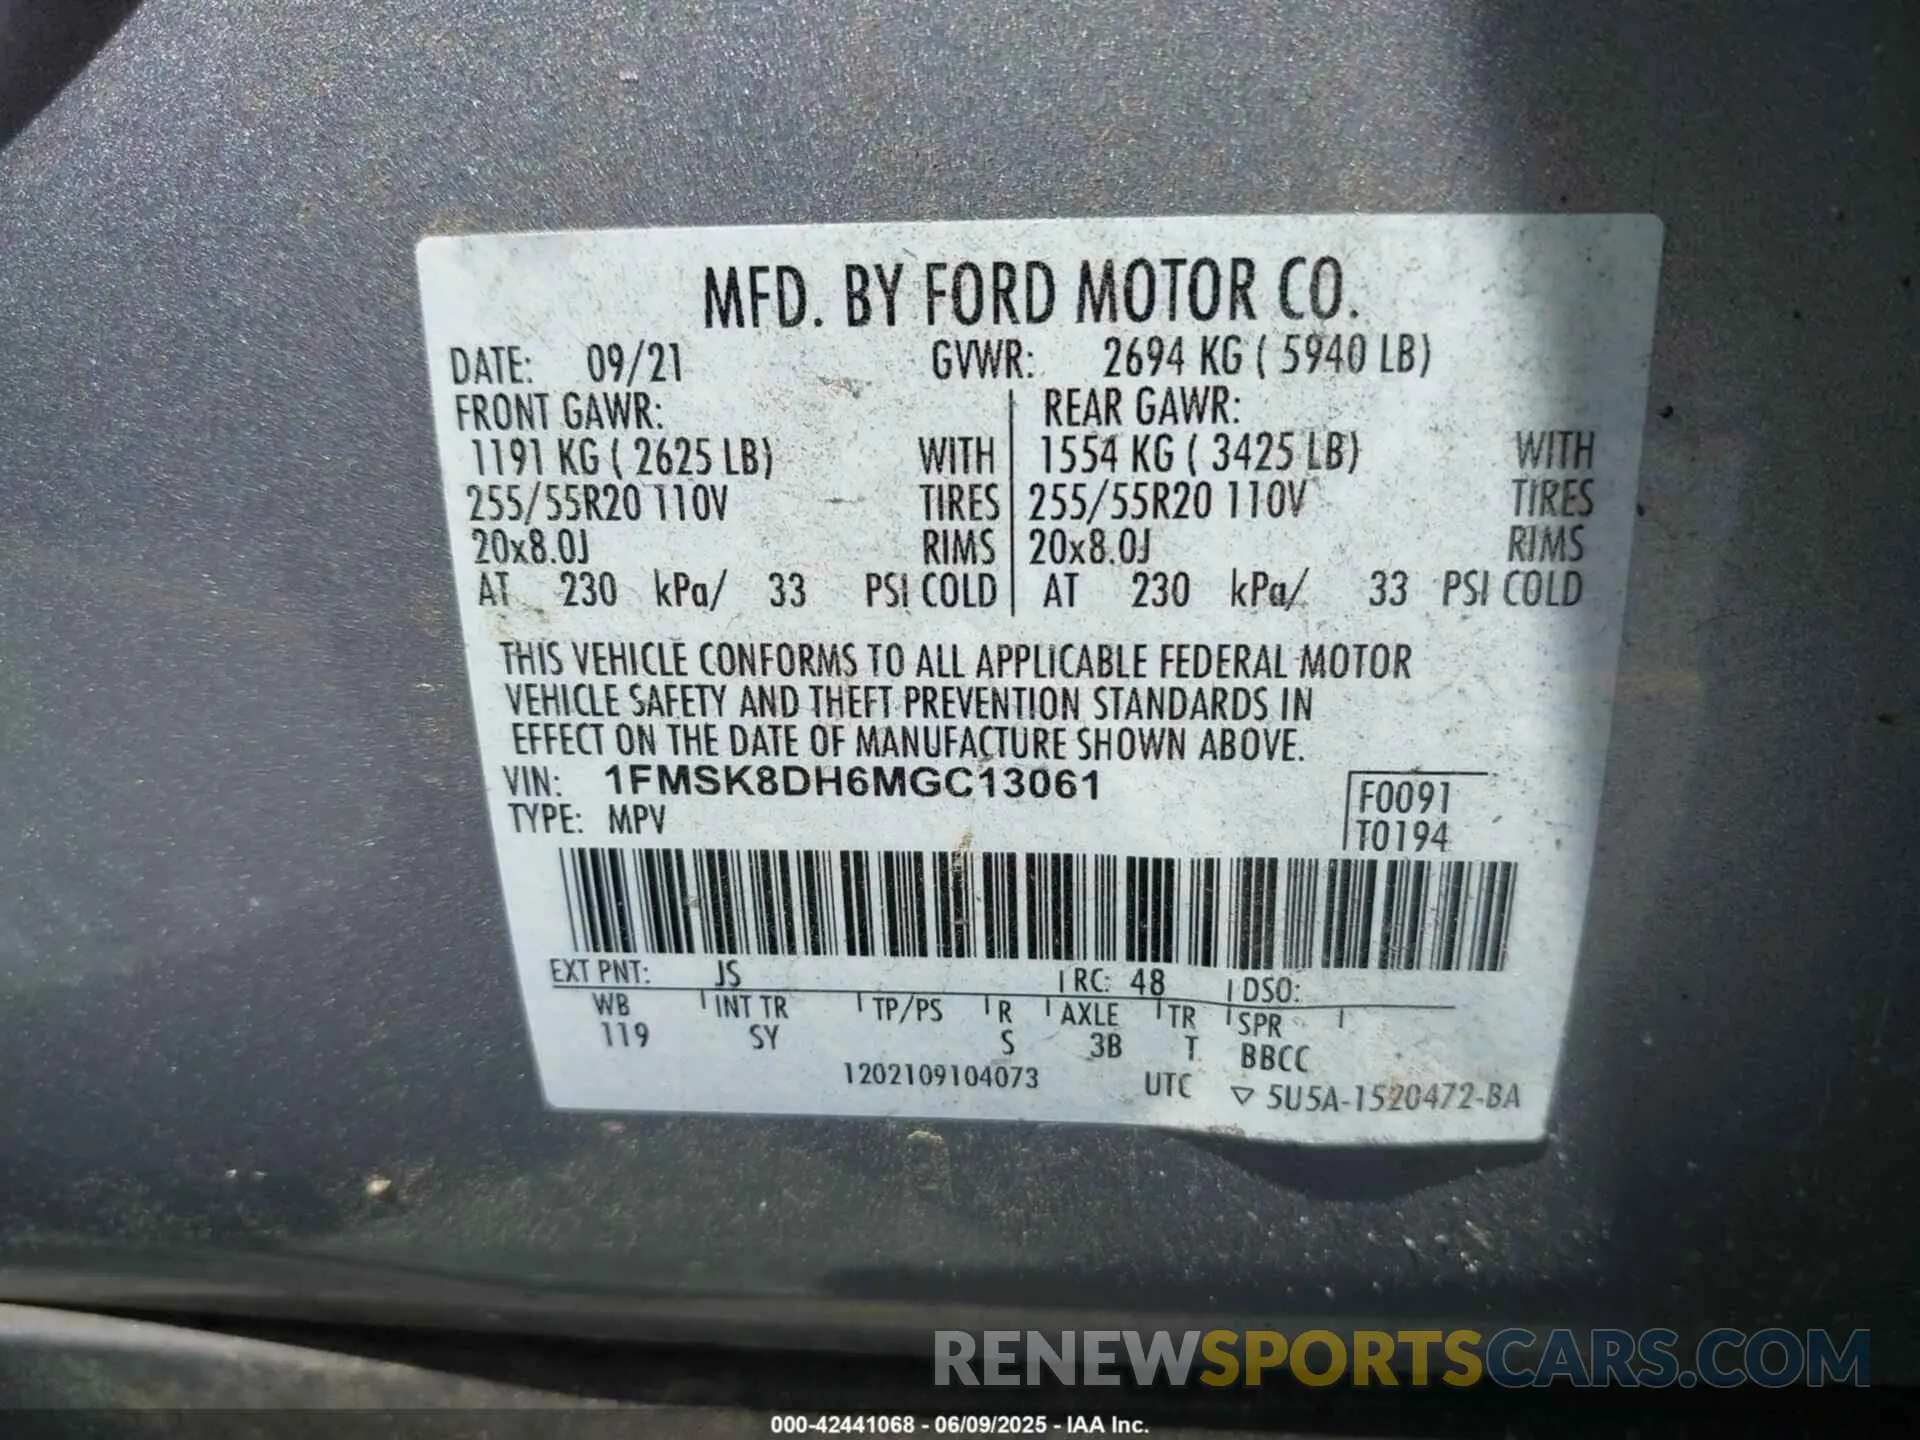 MFD. BY FORD MOTOR CO.
DATE: 09/21 GVWR: 2694 KG ( 5940 LB)
FRONT GAWR: REAR GAWR:
1191 KG ( 2625 LB) WITH 1554 KG ( 3425 LB) WITH
255/55R20 110V TIRES 255/55R20 110V TIRES
20x8.0J RIMS 20x8.0J RIMS
AT 230 kPa/ 33 PSI COLD AT 230 kPa/ 33 PSI COLD
THIS VEHICLE CONFORMS TO ALL APPLICABLE FEDERAL MOTOR
VEHICLE SAFETY AND THEFT PREVENTION STANDARDS IN
EFFECT ON THE DATE OF MANUFACTURE SHOWN ABOVE.
VIN: 1FMSK8DH6MGC13061 F0091
TYPE: MPV T0194
EXT PNT: JS RC: 48 DSO:
WB INT TR TP/PS R AXLE TR SPR
119 SY S 3B T BBCC
1202109104073 UTC ▽ 5U5A-1520472-BA
RENEWSPORTSCARS.COM
000-42441068 - 06/09/2025 - IAA Inc.